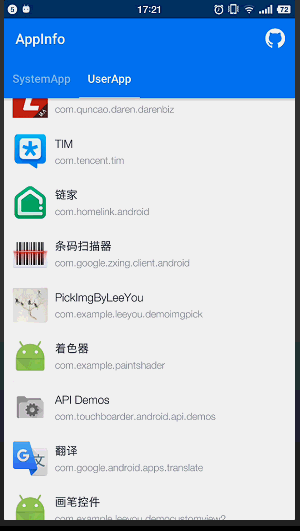 17:21
72
AppInfo
SystemApp
UserApp
com.quncao.daren.darenbiz
TIM
com.tencent.tim
链家
com.homelink.android
条码扫描器
com.google.zxing.client.android
PickImgByLeeYou
com.example.leeyou.demoimgpick
着色器
com.example.paintshader
API Demos
com.touchboarder.android.api.demos
翻译
com.google.android.apps.translate
画笔控件
com.example.leeyou.democustomview2